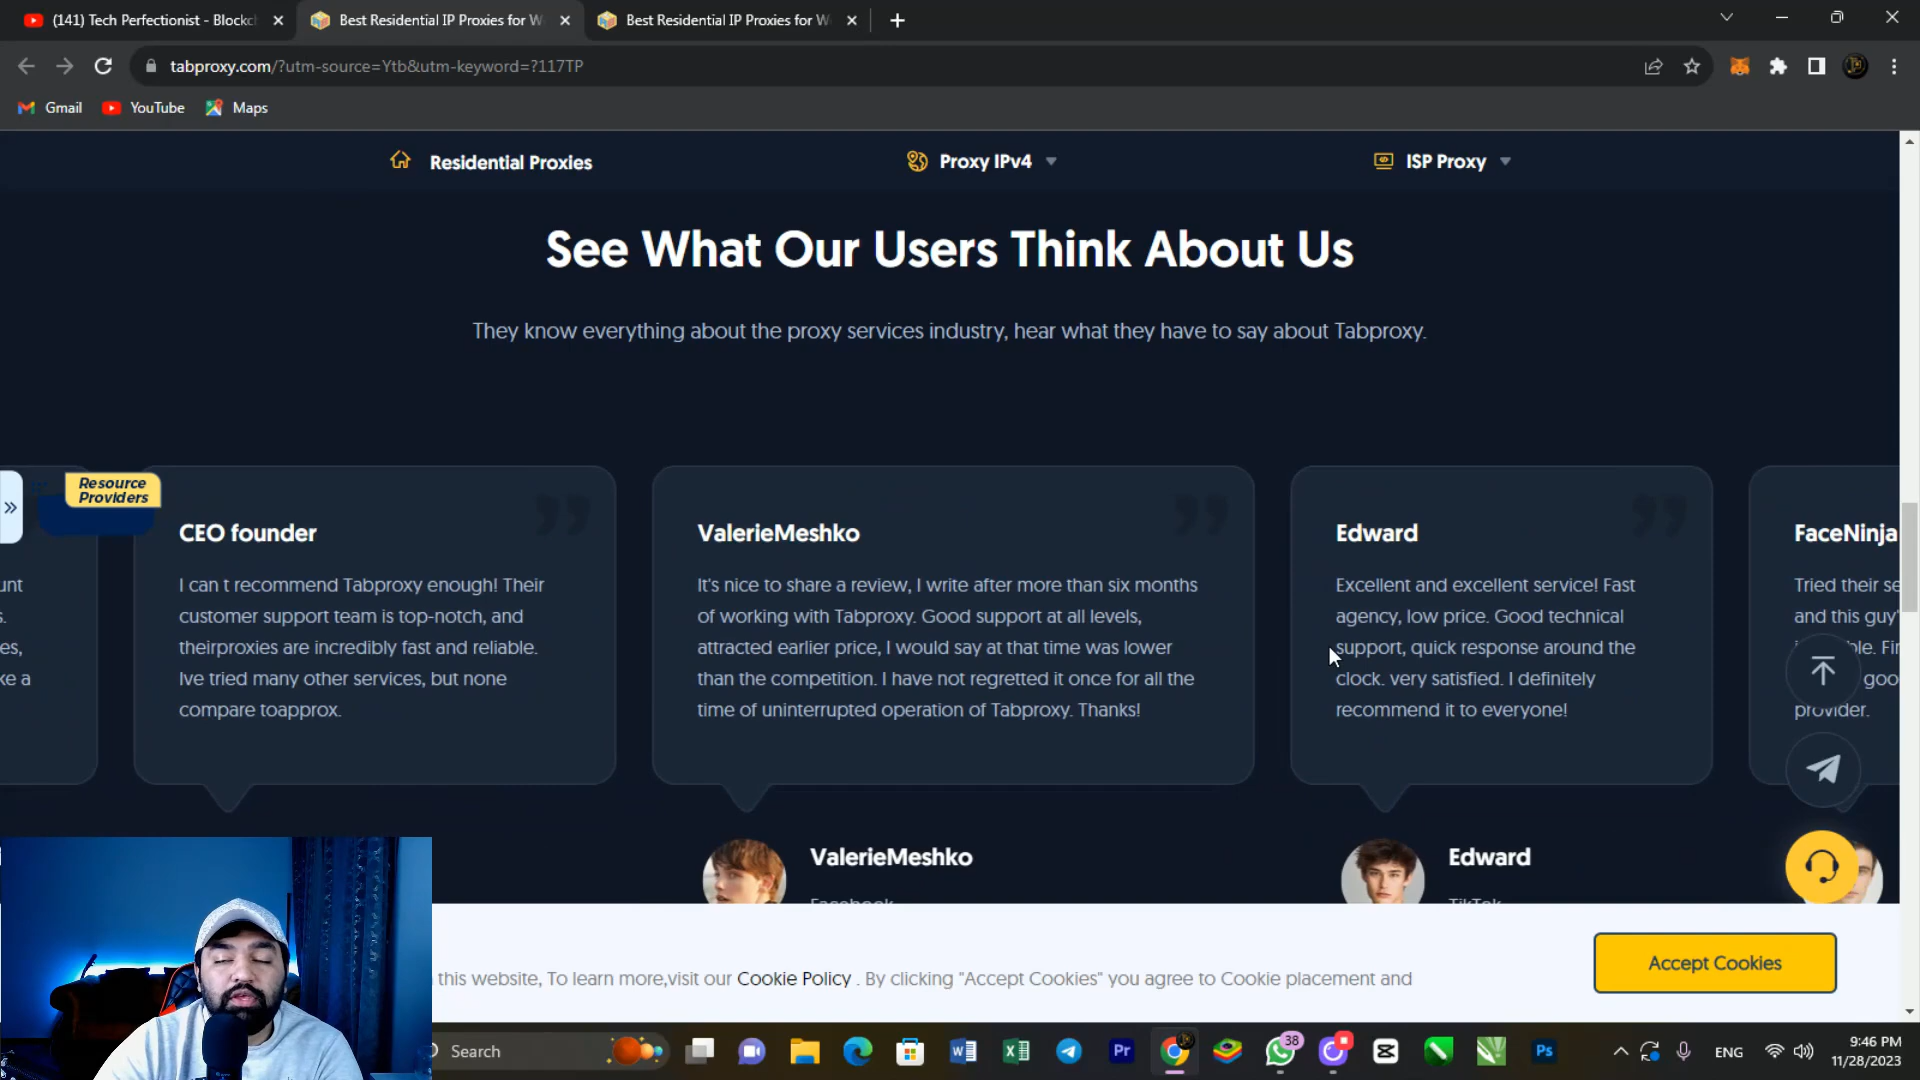 (141) Tech Perfectionist - Blockc
Best Residential IP Proxies for W
Best Residential IP Proxies for W
tabproxy.com/?utm-source=Ytb&utm-keyword=?117TP
Gmail YouTube Maps
Residential Proxies
Proxy IPv4
ISP Proxy
See What Our Users Think About Us
They know everything about the proxy services industry, hear what they have to say about Tabproxy.
Resource
Providers
CEO founder
I can t recommend Tabproxy enough! Their
customer support team is top-notch, and
theirproxies are incredibly fast and reliable.
Ive tried many other services, but none
compare toapprox.
ValerieMeshko
It's nice to share a review, I write after more than six months
of working with Tabproxy. Good support at all levels,
attracted earlier price, I would say at that time was lower
than the competition. I have not regretted it once for all the
time of uninterrupted operation of Tabproxy. Thanks!
Edward
Excellent and excellent service! Fast
agency, low price. Good technical
support, quick response around the
clock. very satisfied. I definitely
recommend it to everyone!
FaceNinja
Tried their se
and this guy'
provider.
ValerieMeshko
Edward
this website, To learn more,visit our Cookie Policy . By clicking "Accept Cookies" you agree to Cookie placement and
Accept Cookies
Search
Pr
38
Ps
ENG
9:46 PM
11/28/2023